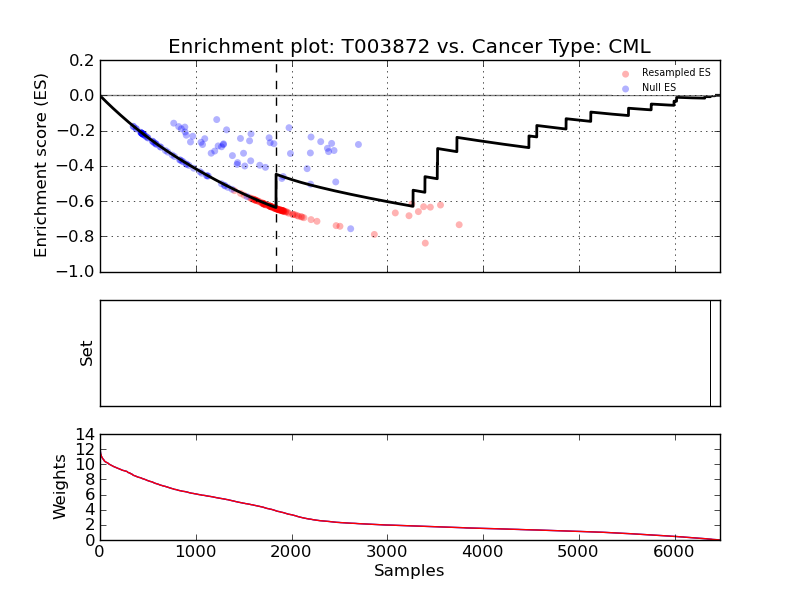 Enrichment plot: T003872 vs. Cancer Type: CML
Enrichment score (ES)
0.2
0.0
−0.2
−0.4
−0.6
−0.8
−1.0
Resampled ES
Null ES
Set
Weights
14
12
10
8
6
4
2
0
0 1000 2000 3000 4000 5000 6000
Samples